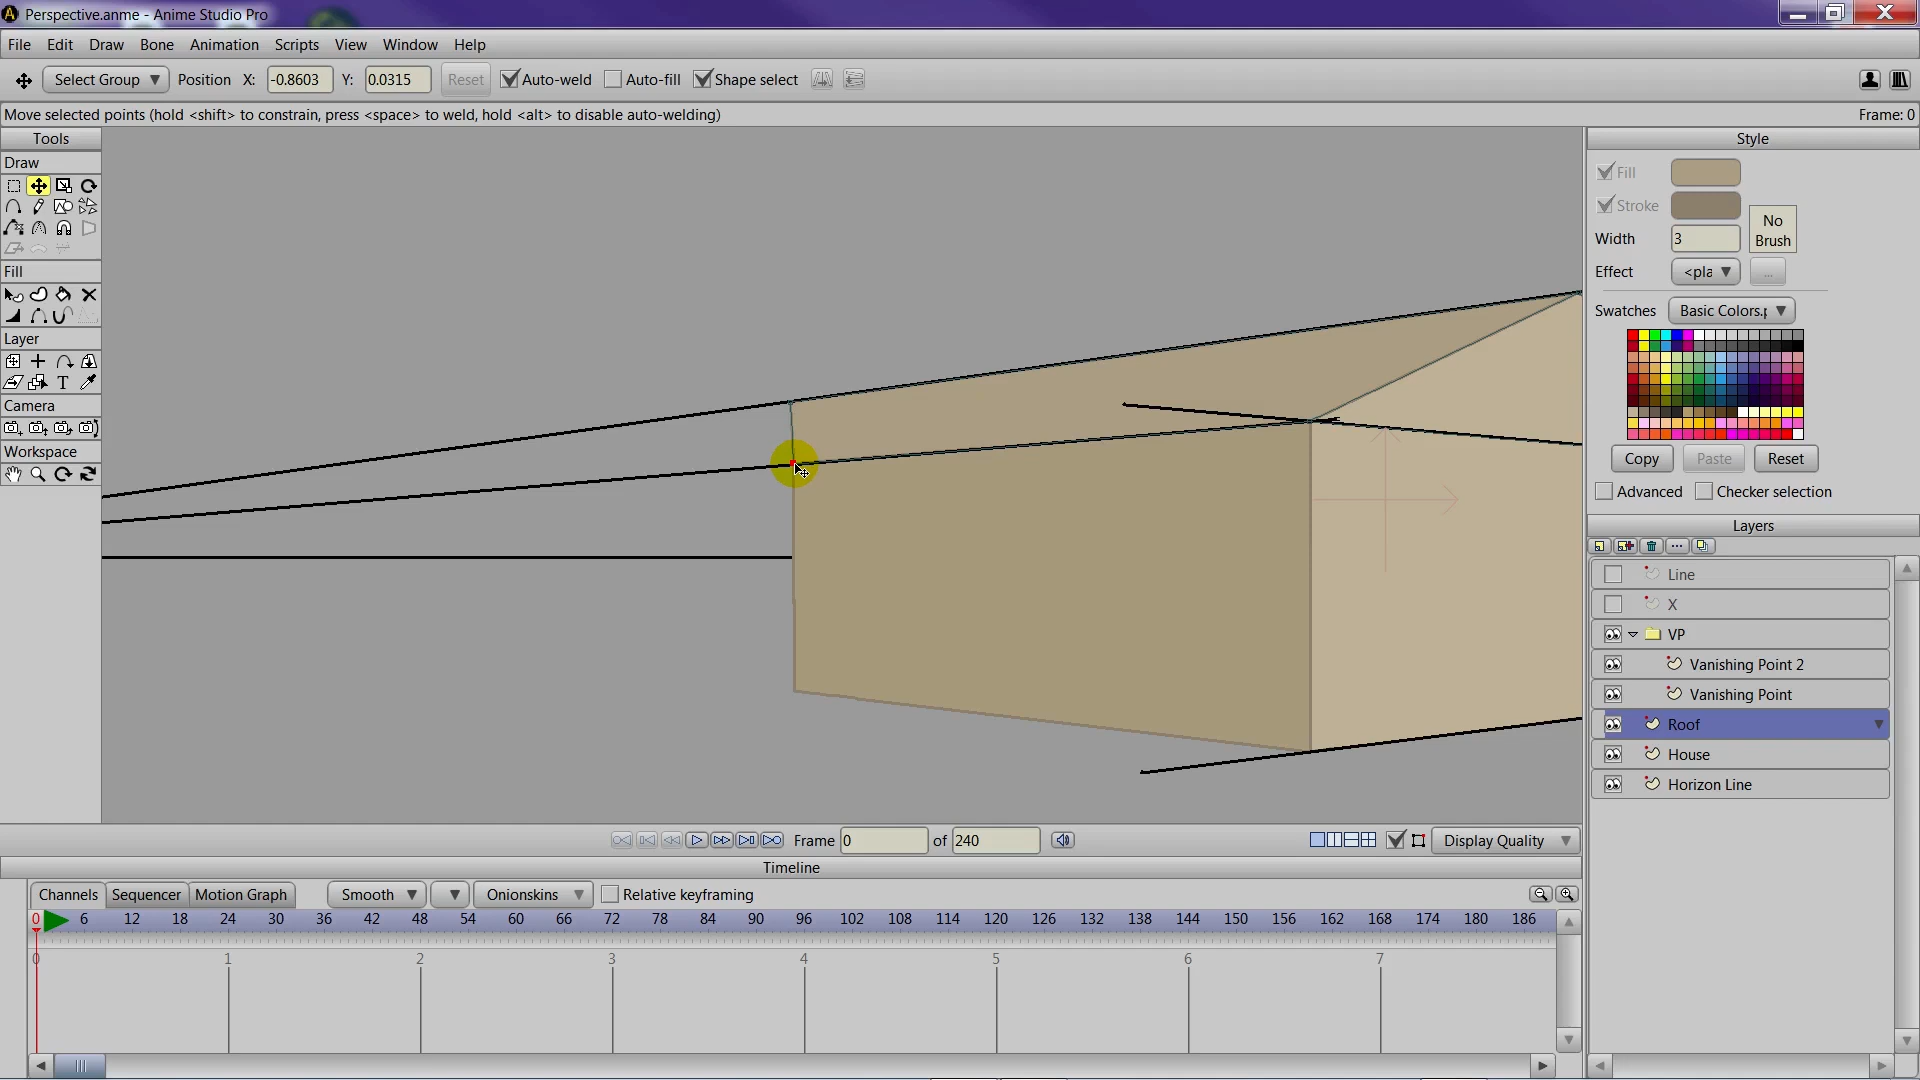 Perspective.anme - Anime Studio Pro
File Edit Draw Bone Animation Scripts View Window Help
Select Group Position X: -0.8603 Y: 0.0315 Reset Auto-weld Auto-fill Shape select
Move selected points (hold <shift> to constrain, press <space> to weld, hold <alt> to disable auto-welding) Frame: 0
Tools
Draw
Fill
Layer
T
Camera
Workspace
Style
Fill
Stroke
No
Brush
Width 3
Effect <pla ...
Swatches Basic Colors.p
Copy Paste Reset
Advanced Checker selection
Layers
Line
X
VP
Vanishing Point 2
Vanishing Point
Roof
House
Horizon Line
Frame 0 of 240 Display Quality
Timeline
Channels Sequencer Motion Graph Smooth Onionskins Relative keyframing
0 6 12 18 24 30 36 42 48 54 60 66 72 78 84 90 96 102 108 114 120 126 132 138 144 150 156 162 168 174 180 186
0 1 2 3 4 5 6 7